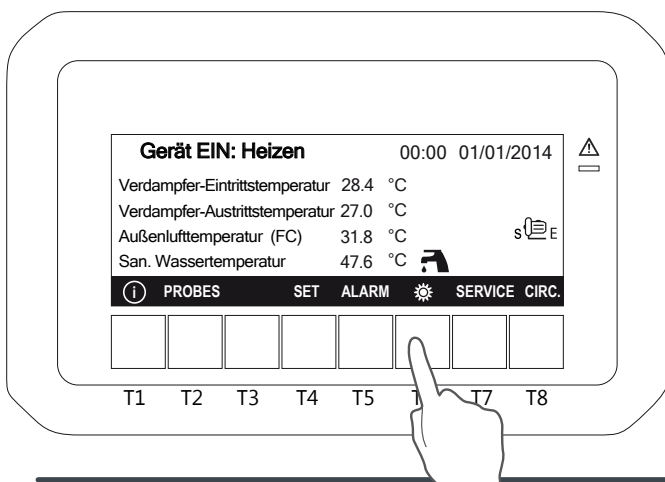 Gerät EIN: Heizen 00:00 01/01/2014
Verdampfer-Eintrittstemperatur 28.4 °C
Verdampfer-Austrittstemperatur 27.0 °C
Außenlufttemperatur (FC) 31.8 °C
S E
San. Wassertemperatur 47.6 °C
i PROBES SET ALARM SERVICE CIRC.
T1 T2 T3 T4 T5 T7 T8